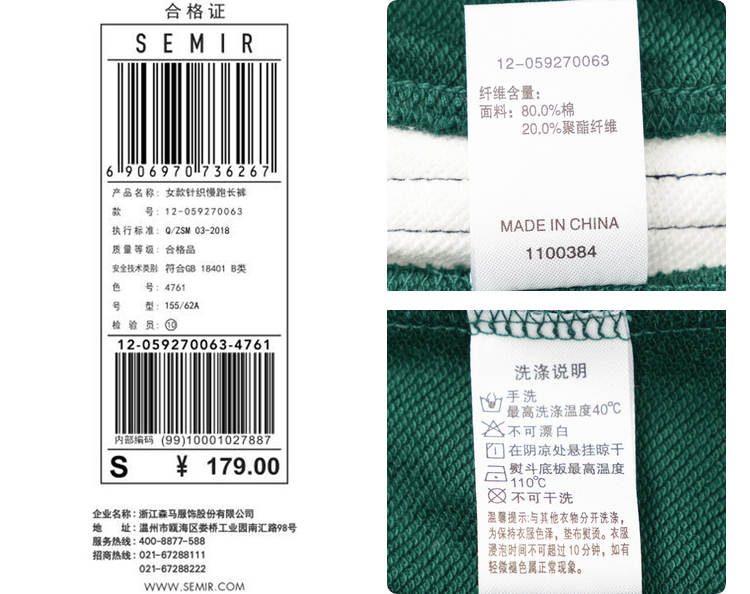 合格证
SEMIR
6 906970 736267
产品名称：女款针织慢跑长裤
款 号：12-059270063
执行标准：Q/ZSM 03-2018
质量等级：合格品
安全技术类别 符合GB 18401 B类
色 号：4761
号 型：155/62A
检 验 员：⑩
12-059270063-4761
内部编码 (99)10001027887
S ¥ 179.00
企业名称：浙江森马服饰股份有限公司
地 址：温州市瓯海区娄桥工业园南汇路98号
服务热线：400-8877-588
招商热线：021-67288111
021-67288222
WWW.SEMIR.COM
12-059270063
纤维含量：
面料：80.0%棉
20.0%聚酯纤维
MADE IN CHINA
1100384
洗涤说明
手洗
最高洗涤温度40℃
不可漂白
在阴凉处悬挂晾干
熨斗底板最高温度
110℃
不可干洗
温馨提示：与其他衣物分开洗涤，
为保持衣服色泽，垫布熨烫。衣服
浸泡时间不可超过10分钟，如有
轻微褪色属正常现象。